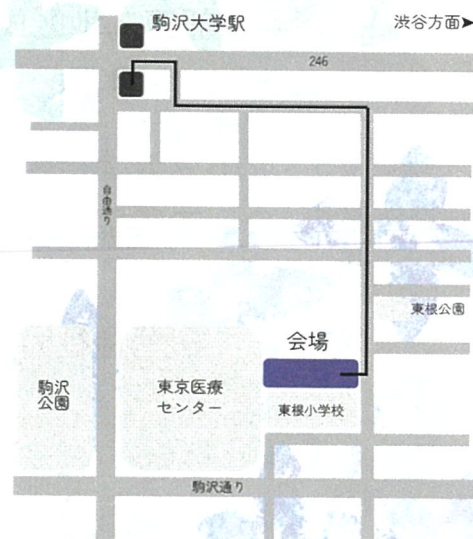 駒沢大学駅
渋谷方面➤
246
自由通り
東根公園
会場
駒沢
公園
東京医療
センター
東根小学校
駒沢通り